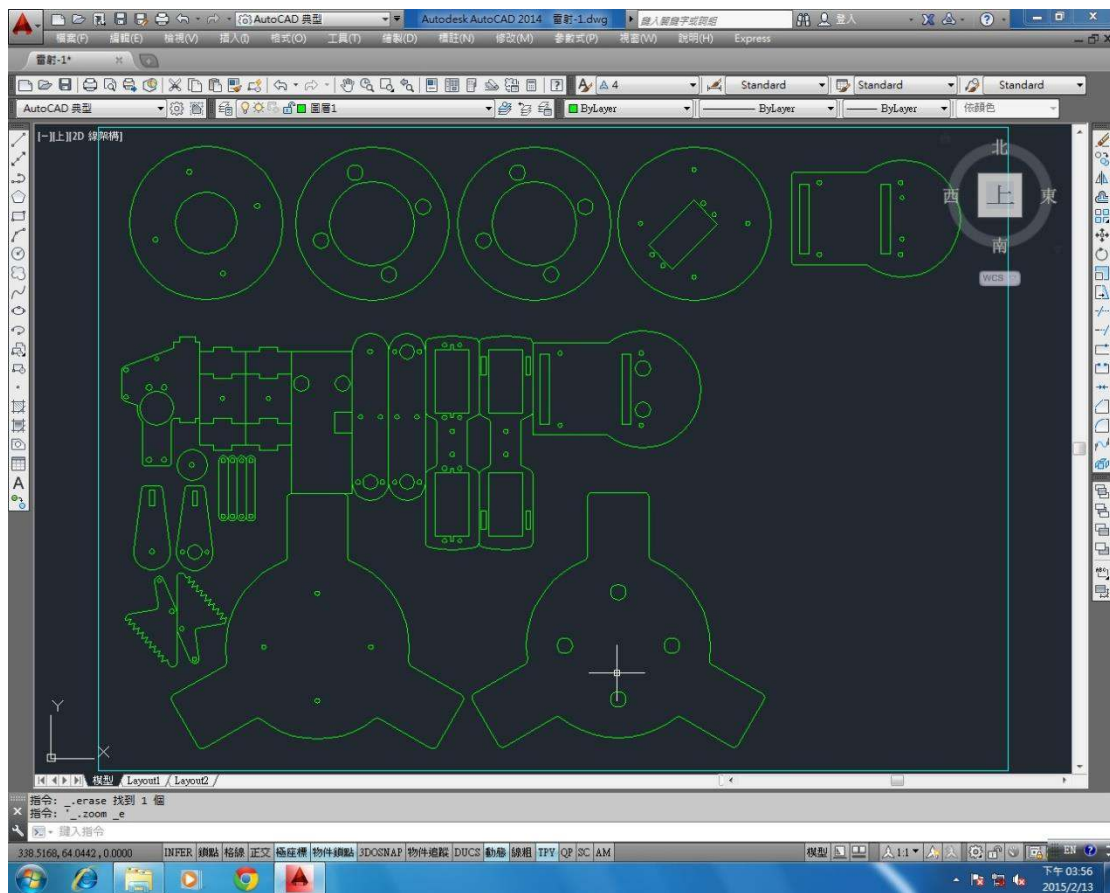 AutoCAD 典型
Autodesk AutoCAD 2014 雷射-1.dwg
鍵入關鍵字或詞組
登入
檔案(F) 編輯(E) 檢視(V) 插入(I) 格式(O) 工具(T) 繪製(D) 標註(N) 修改(M) 參數式(P) 視窗(W) 說明(H) Express
雷射-1*
A 4 Standard Standard Standard
AutoCAD 典型 圖層1 ByLayer ByLayer ByLayer 依顏色
[-][上][2D 線架構]
北
西 上 東
南
WCS
Y
X
模型 Layout1 Layout2
指令: _.erase 找到 1 個
指令: '_.zoom _e
鍵入指令
338.5168, 64.0442, 0.0000 INFER 鎖點 格線 正交 極座標 物件鎖點 3DOSNAP 物件追蹤 DUCS 動態 線粗 TPY QP SC AM 模型 1:1 EN
下午 03:56
2015/2/13